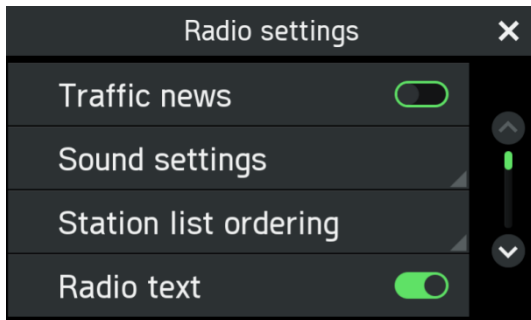 Radio settings
Traffic news
Sound settings
Station list ordering
Radio text